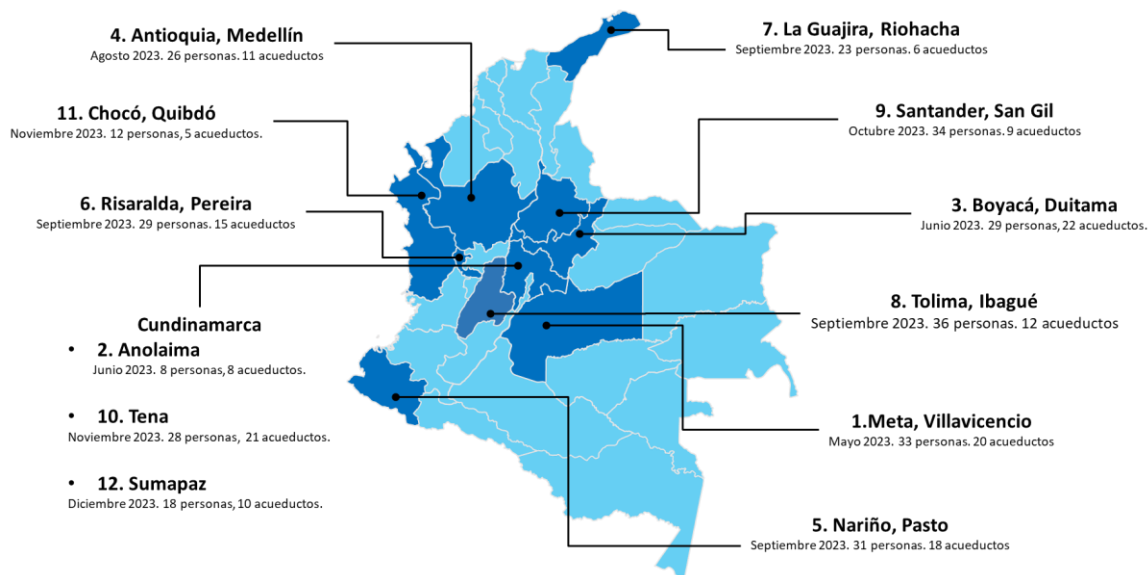 4. Antioquia, Medellín
Agosto 2023. 26 personas. 11 acueductos
7. La Guajira, Riohacha
Septiembre 2023. 23 personas. 6 acueductos
11. Chocó, Quibdó
Noviembre 2023. 12 personas, 5 acueductos.
9. Santander, San Gil
Octubre 2023. 34 personas. 9 acueductos
6. Risaralda, Pereira
Septiembre 2023. 29 personas. 15 acueductos
3. Boyacá, Duitama
Junio 2023. 29 personas, 22 acueductos.
8. Tolima, Ibagué
Septiembre 2023. 36 personas. 12 acueductos
Cundinamarca
• 2. Anolaima
Junio 2023. 8 personas, 8 acueductos.
• 10. Tena
Noviembre 2023. 28 personas, 21 acueductos.
• 12. Sumapaz
Diciembre 2023. 18 personas, 10 acueductos.
1.Meta, Villavicencio
Mayo 2023. 33 personas. 20 acueductos
5. Nariño, Pasto
Septiembre 2023. 31 personas. 18 acueductos